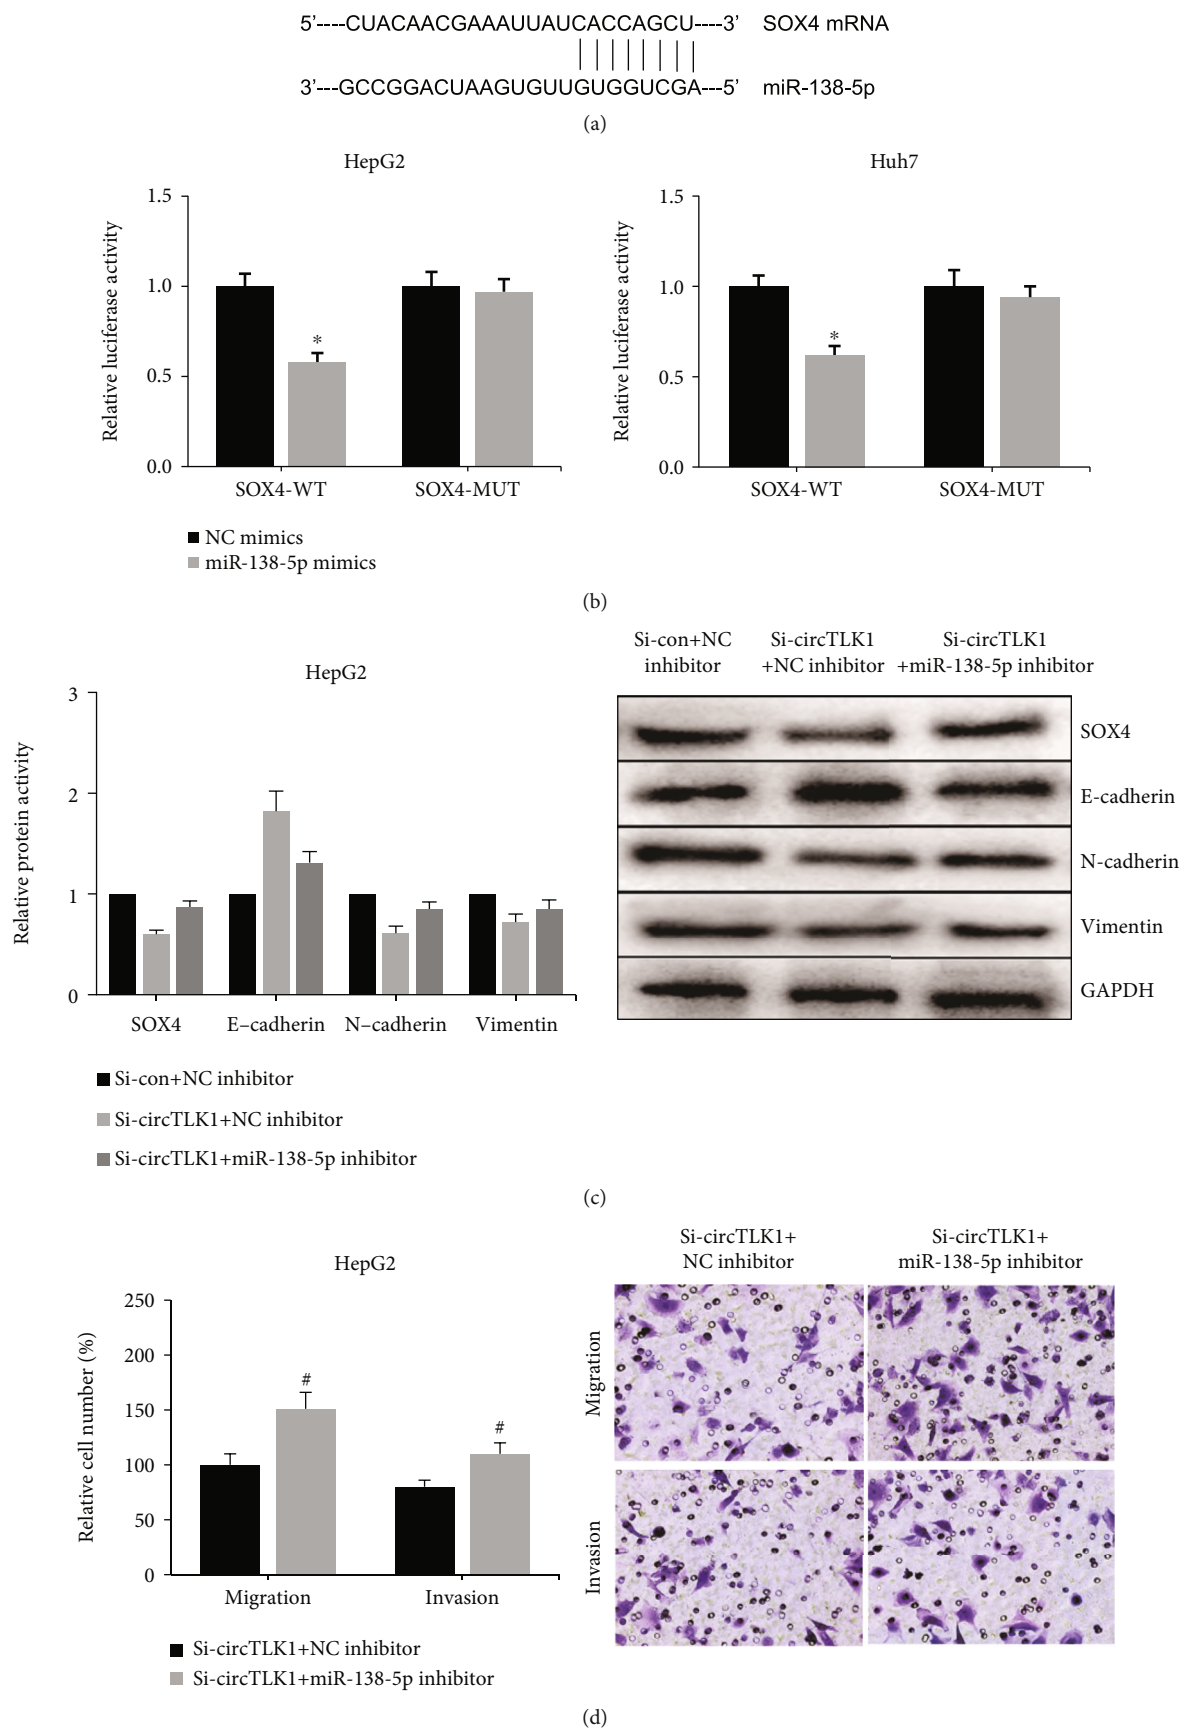 5'----CUACAACGAAAUUAUCACCAGCU----3' SOX4 mRNA
3'---GCCGGACUAAGUGUUGUGGUCGA---5' miR-138-5p
(a)
HepG2
1.5
1.0
0.5
0.0
Relative luciferase activity
*
SOX4-WT
SOX4-MUT
NC mimics
miR-138-5p mimics
Huh7
1.5
1.0
0.5
0.0
Relative luciferase activity
*
SOX4-WT
SOX4-MUT
(b)
HepG2
3
2
1
0
Relative protein activity
SOX4
E–cadherin
N–cadherin
Vimentin
Si-con+NC inhibitor
Si-circTLK1+NC inhibitor
Si-circTLK1+miR-138-5p inhibitor
Si-con+NC
inhibitor
Si-circTLK1
+NC inhibitor
Si-circTLK1
+miR-138-5p inhibitor
SOX4
E-cadherin
N-cadherin
Vimentin
GAPDH
(c)
HepG2
250
200
150
100
50
0
Relative cell number (%)
#
#
Migration
Invasion
Si-circTLK1+NC inhibitor
Si-circTLK1+miR-138-5p inhibitor
Si-circTLK1+
NC inhibitor
Si-circTLK1+
miR-138-5p inhibitor
Migration
Invasion
(d)